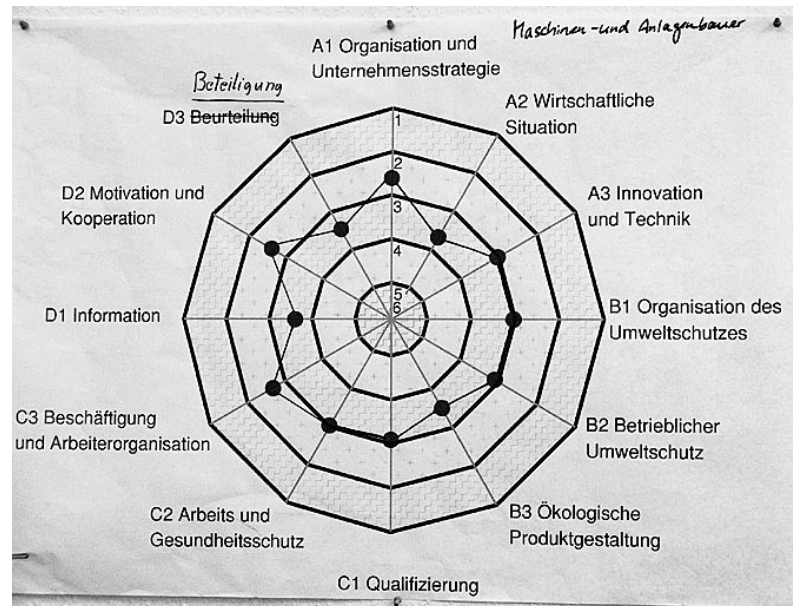 Maschinen- und Anlagenbauer
A1 Organisation und
Unternehmensstrategie
Beteiligung
D3 Beurteilung
A2 Wirtschaftliche
Situation
D2 Motivation und
Kooperation
A3 Innovation
und Technik
D1 Information
B1 Organisation des
Umweltschutzes
C3 Beschäftigung
und Arbeiterorganisation
B2 Betrieblicher
Umweltschutz
C2 Arbeits und
Gesundheitsschutz
B3 Ökologische
Produktgestaltung
C1 Qualifizierung
1
2
3
4
5
6